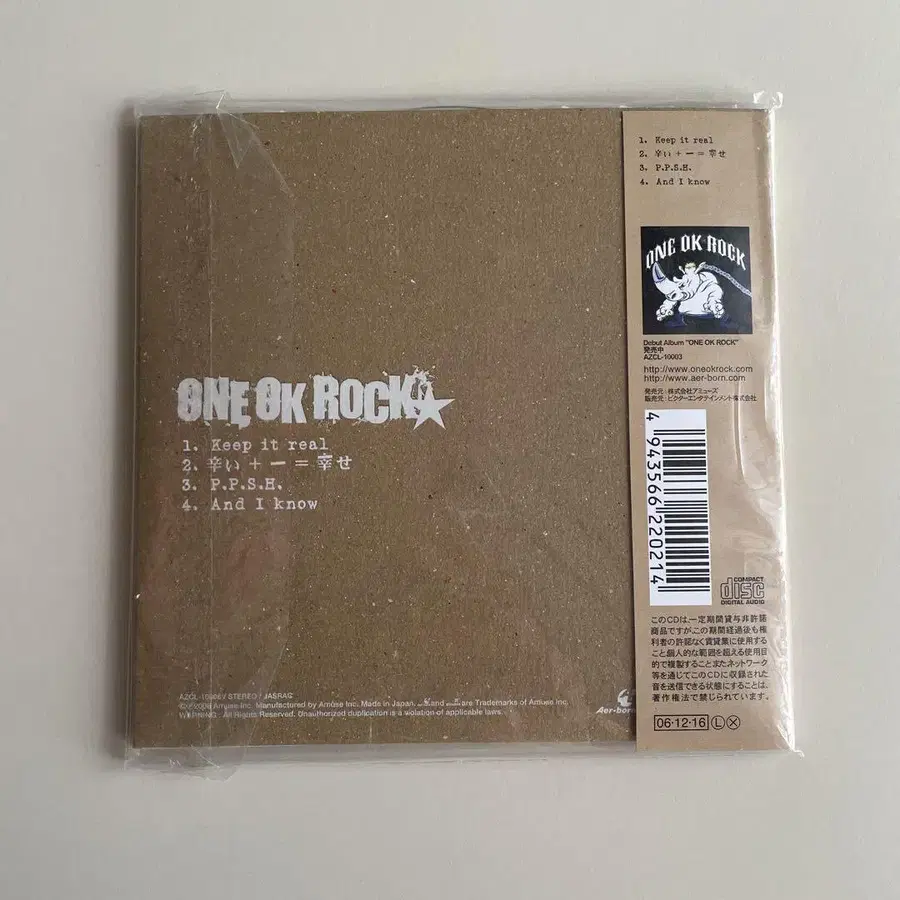 ONE OK ROCK
1. Keep it real
2. 辛い + 一 = 幸せ
3. P.P.S.H.
4. And I know
STEREO / JASRAC
Amuse Inc. Manufactured by Amuse Inc. Made in Japan. and are Trademarks of Amuse Inc.
WARNING: All Rights Reserved. Unauthorized duplication is a violation of applicable laws.
Aer-born
1. Keep it real
2. 辛い + 一 = 幸せ
3. P.P.S.H.
4. And I know
ONE OK ROCK
Debut Album "ONE OK ROCK"
発売中
AZCL-10003
http://www.oneokrock.com
http://www.aer-born.com
発売元：株式会社アミューズ
販売元：ビクターエンタテインメント株式会社
4 943566 220214
COMPACT
disc
DIGITAL AUDIO
このCDは、一定期間貸与非許諾
商品ですが、この期間経過後も権
利者の許諾なく賃貸業に使用する
こと、個人的な範囲を超える使用目
的で複製することまたネットワーク
等を通じてこのCDに収録された
音を送信できる状態にすることは、
著作権法で禁じられています。
06・12・16 L X